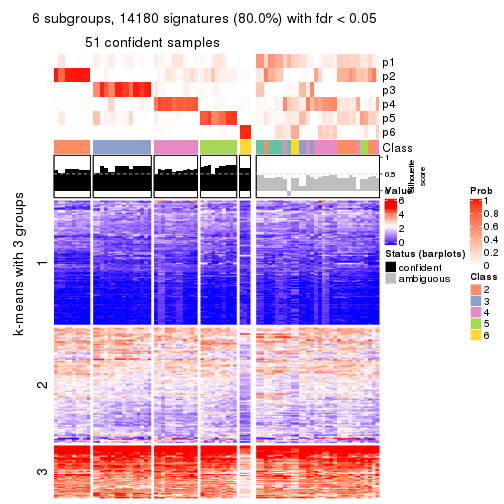 6 subgroups, 14180 signatures (80.0%) with fdr < 0.05
51 confident samples
p1
p2
p3
p4
p5
p6
Class
1
0.5
0
Silhouette
score
k-means with 3 groups
1
2
3
Value
6
4
2
0
Status (barplots)
confident
ambiguous
Prob
1
0.8
0.6
0.4
0.2
0
Class
2
3
4
5
6